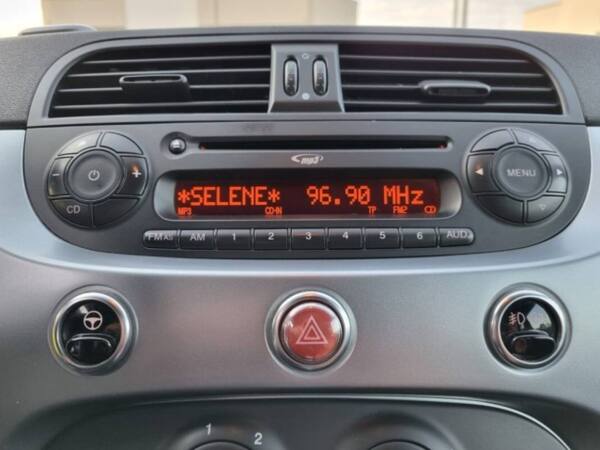 mp3
*SELENE* 96.90 MHz
MP3 CD-IN TP FM2 CD
- + CD
MENU
FM AS AM 1 2 3 4 5 6 AUD
1 2